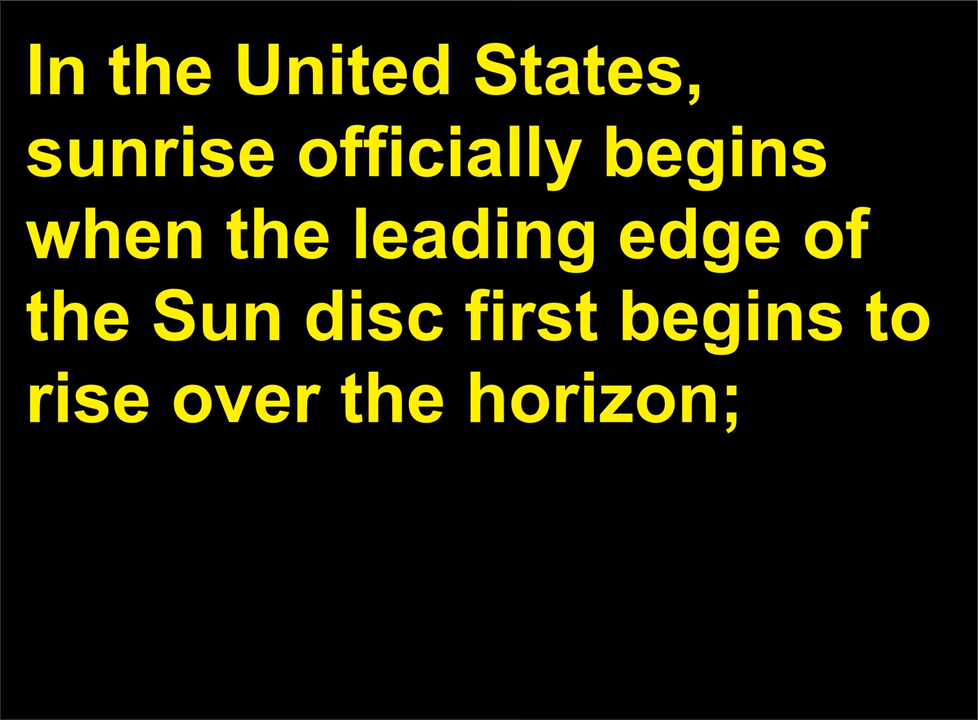 In the United States,
sunrise officially begins
when the leading edge of
the Sun disc first begins to
rise over the horizon;